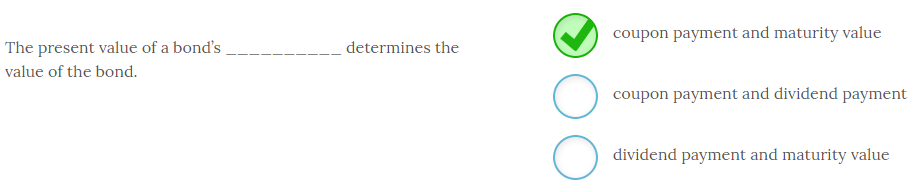 The present value of a bond’s __________ determines the
value of the bond.
coupon payment and maturity value
coupon payment and dividend payment
dividend payment and maturity value